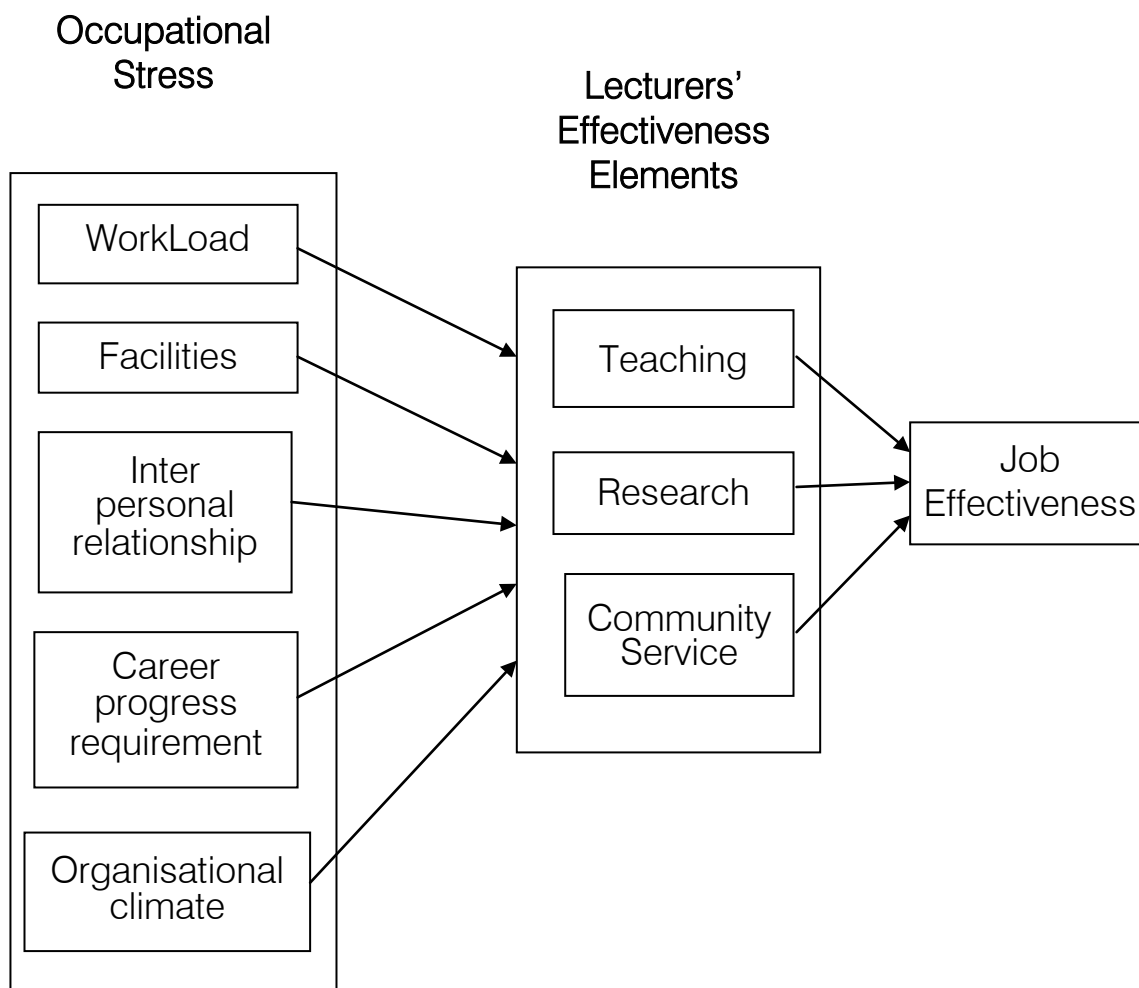 Occupational
Stress
Lecturers'
Effectiveness
Elements
WorkLoad
Facilities
Inter
personal
relationship
Career
progress
requirement
Organisational
climate
Teaching
Research
Community
Service
Job
Effectiveness